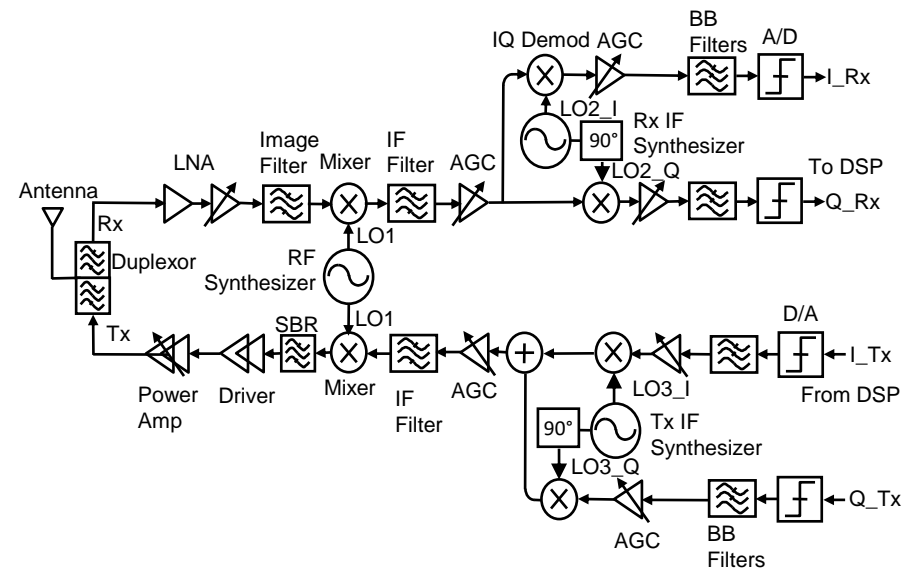 BB
Filters
A/D
IQ Demod
AGC
I_Rx
LO2_I
90°
Rx IF
Synthesizer
Image
Filter
Mixer
IF
Filter
AGC
LNA
Antenna
LO2_Q
To DSP
Q_Rx
Rx
LO1
Duplexor
RF
Synthesizer
LO1
SBR
Tx
D/A
I_Tx
From DSP
Mixer
Power
Amp
Driver
IF
Filter
AGC
LO3_I
90°
Tx IF
Synthesizer
LO3_Q
Q_Tx
AGC
BB
Filters